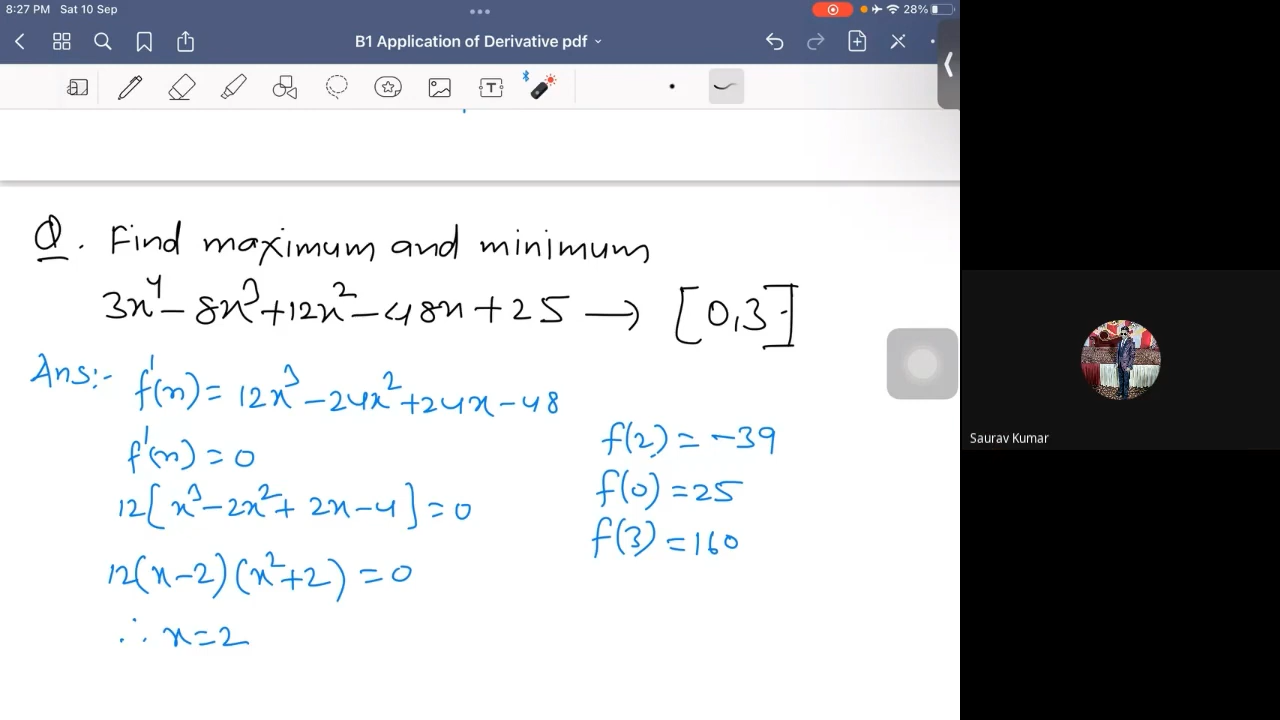 8:27 PM Sat 10 Sep
28%
B1 Application of Derivative pdf
T
Q. Find maximum and minimum
3x⁴ - 8x³ + 12x² - 48x + 25 → [0,3]
Ans:- f'(x) = 12x³ - 24x² + 24x - 48
f'(x) = 0
12[x³ - 2x² + 2x - 4] = 0
12(x-2)(x²+2) = 0
∴ x = 2
f(2) = -39
f(0) = 25
f(3) = 160
Saurav Kumar